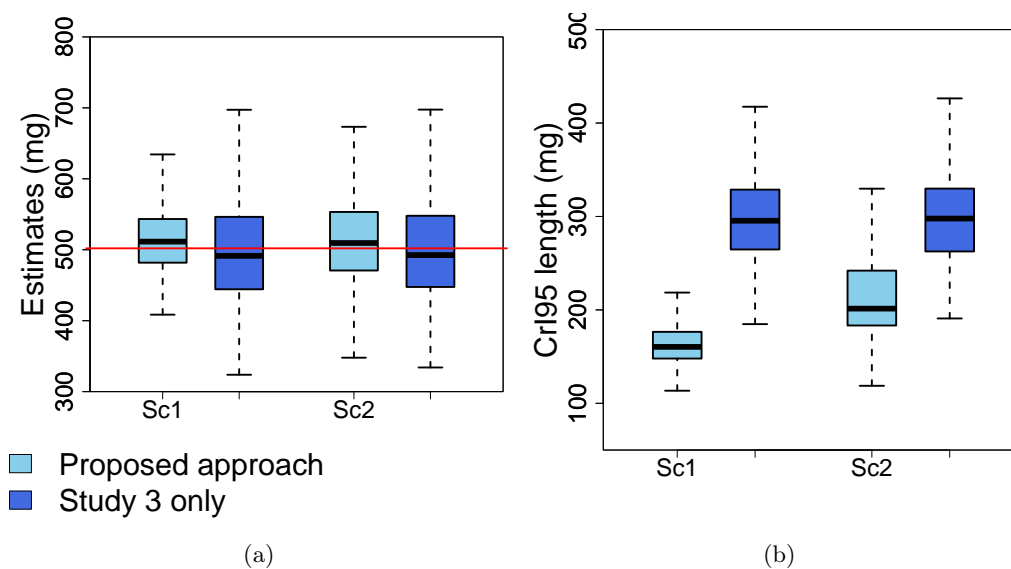 Estimates (mg)
800
700
600
500
400
300
Sc1 Sc2
Proposed approach
Study 3 only
(a)
CrI95 length (mg)
500
400
300
200
100
Sc1 Sc2
(b)